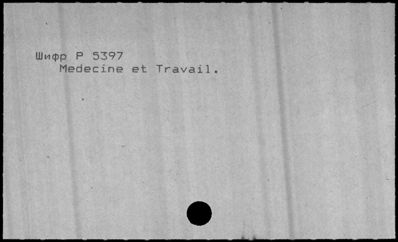 Шифр P 5397
Medecine et Travail.